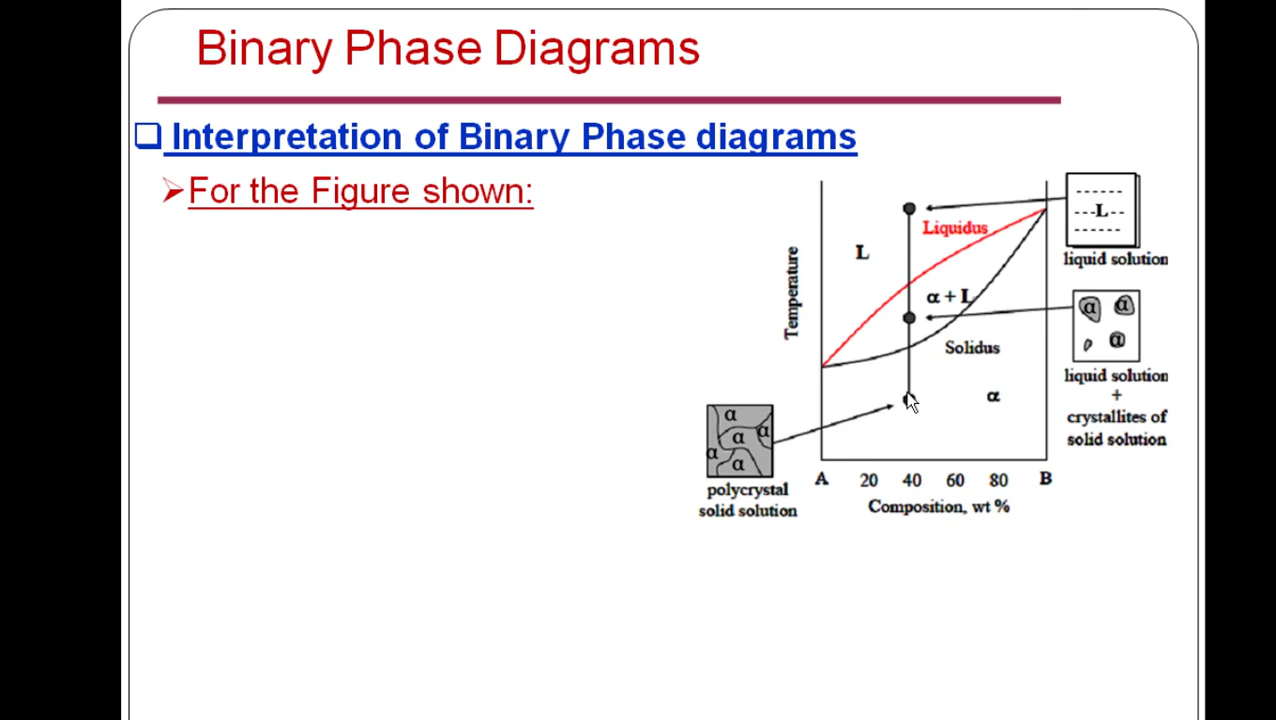 Binary Phase Diagrams
Interpretation of Binary Phase diagrams
For the Figure shown:
Liquidus
L
α + L
Solidus
α
Temperature
A 20 40 60 80 B
Composition, wt %
L
liquid solution
α α
α
liquid solution
+
crystallites of
solid solution
α
α α
α
α
polycrystal
solid solution